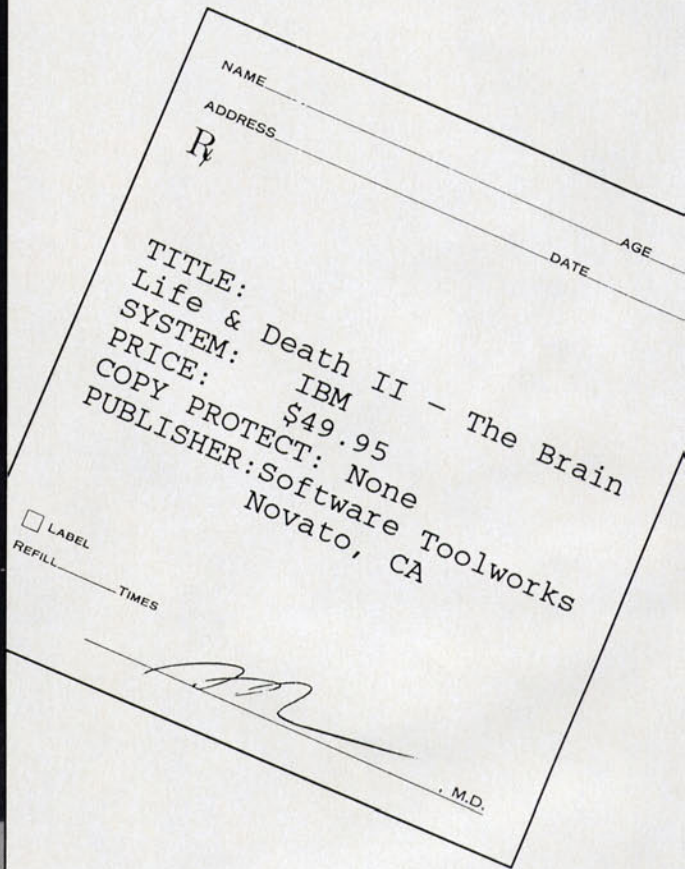 NAME
ADDRESS AGE
℞ DATE
TITLE:
Life & Death II – The Brain
SYSTEM: IBM
PRICE: $49.95
COPY PROTECT: None
PUBLISHER:Software Toolworks
Novato, CA
LABEL
REFILL TIMES
, M.D.